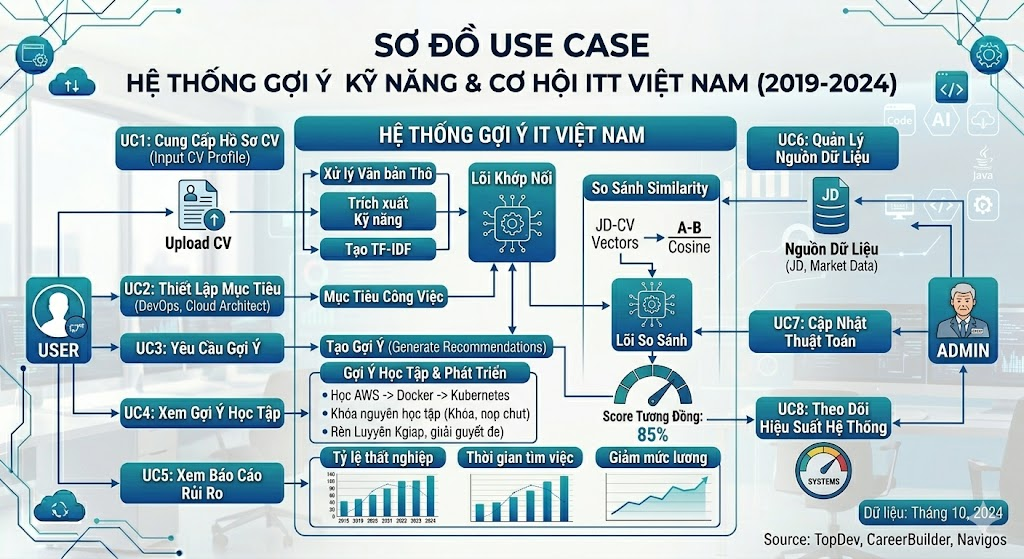 SƠ ĐỒ USE CASE
HỆ THỐNG GỢI Ý KỸ NĂNG & CƠ HỘI ITT VIỆT NAM (2019-2024)
UC1: Cung Cấp Hồ Sơ CV
(Input CV Profile)
Upload CV
USER
UC2: Thiết Lập Mục Tiêu
(DevOps, Cloud Architect)
UC3: Yêu Cầu Gợi Ý
UC4: Xem Gợi Ý Học Tập
UC5: Xem Báo Cáo
Rủi Ro
HỆ THỐNG GỢI Ý IT VIỆT NAM
Xử lý Văn bản Thô
Trích xuất
Kỹ năng
Tạo TF-IDF
Lõi Khớp Nối
Mục Tiêu Công Việc
So Sánh Similarity
JD-CV
Vectors
A-B
Cosine
Lõi So Sánh
Tạo Gợi Ý (Generate Recommendations)
Gợi Ý Học Tập & Phát Triển
• Học AWS -> Docker -> Kubernetes
• Khóa nguyên học tập (Khóa, nop chut)
• Rèn Luyyên Kgiap, giải guyết đe)
Score Tương Đồng:
85%
Tỷ lệ thất nghiệp
Thời gian tìm việc
Giảm mức lương
UC6: Quản Lý
Nguồn Dữ Liệu
JD
Nguồn Dữ Liệu
(JD, Market Data)
UC7: Cập Nhật
Thuật Toán
ADMIN
UC8: Theo Dõi
Hiệu Suất Hệ Thống
SYSTEMS
Code
AI
</>
Java
</>
Dữ liệu: Tháng 10, 2024
Source: TopDev, CareerBuilder, Navigos